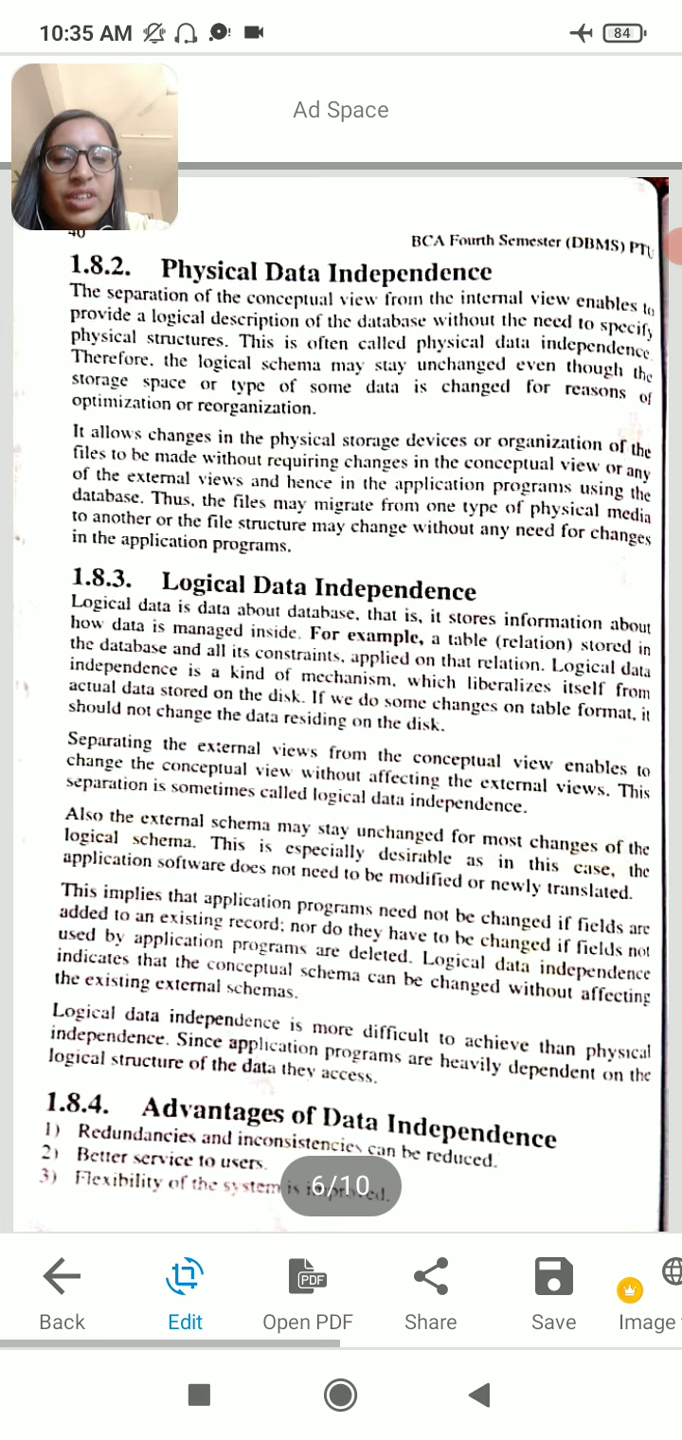 10:35 AM
84
Ad Space
40
BCA Fourth Semester (DBMS) PTU
1.8.2. Physical Data Independence
The separation of the conceptual view from the internal view enables to
provide a logical description of the database without the need to specify
physical structures. This is often called physical data independence.
Therefore, the logical schema may stay unchanged even though the
storage space or type of some data is changed for reasons of
optimization or reorganization.
It allows changes in the physical storage devices or organization of the
files to be made without requiring changes in the conceptual view or any
of the external views and hence in the application programs using the
database. Thus, the files may migrate from one type of physical media
to another or the file structure may change without any need for changes
in the application programs.
1.8.3. Logical Data Independence
Logical data is data about database, that is, it stores information about
how data is managed inside. For example, a table (relation) stored in
the database and all its constraints, applied on that relation. Logical data
independence is a kind of mechanism, which liberalizes itself from
actual data stored on the disk. If we do some changes on table format, it
should not change the data residing on the disk.
Separating the external views from the conceptual view enables to
change the conceptual view without affecting the external views. This
separation is sometimes called logical data independence.
Also the external schema may stay unchanged for most changes of the
logical schema. This is especially desirable as in this case, the
application software does not need to be modified or newly translated.
This implies that application programs need not be changed if fields are
added to an existing record; nor do they have to be changed if fields not
used by application programs are deleted. Logical data independence
indicates that the conceptual schema can be changed without affecting
the existing external schemas.
Logical data independence is more difficult to achieve than physical
independence. Since application programs are heavily dependent on the
logical structure of the data they access.
1.8.4. Advantages of Data Independence
1) Redundancies and inconsistencies can be reduced.
2) Better service to users.
3) Flexibility of the system is improved.
6/10
PDF
Back Edit Open PDF Share Save Image